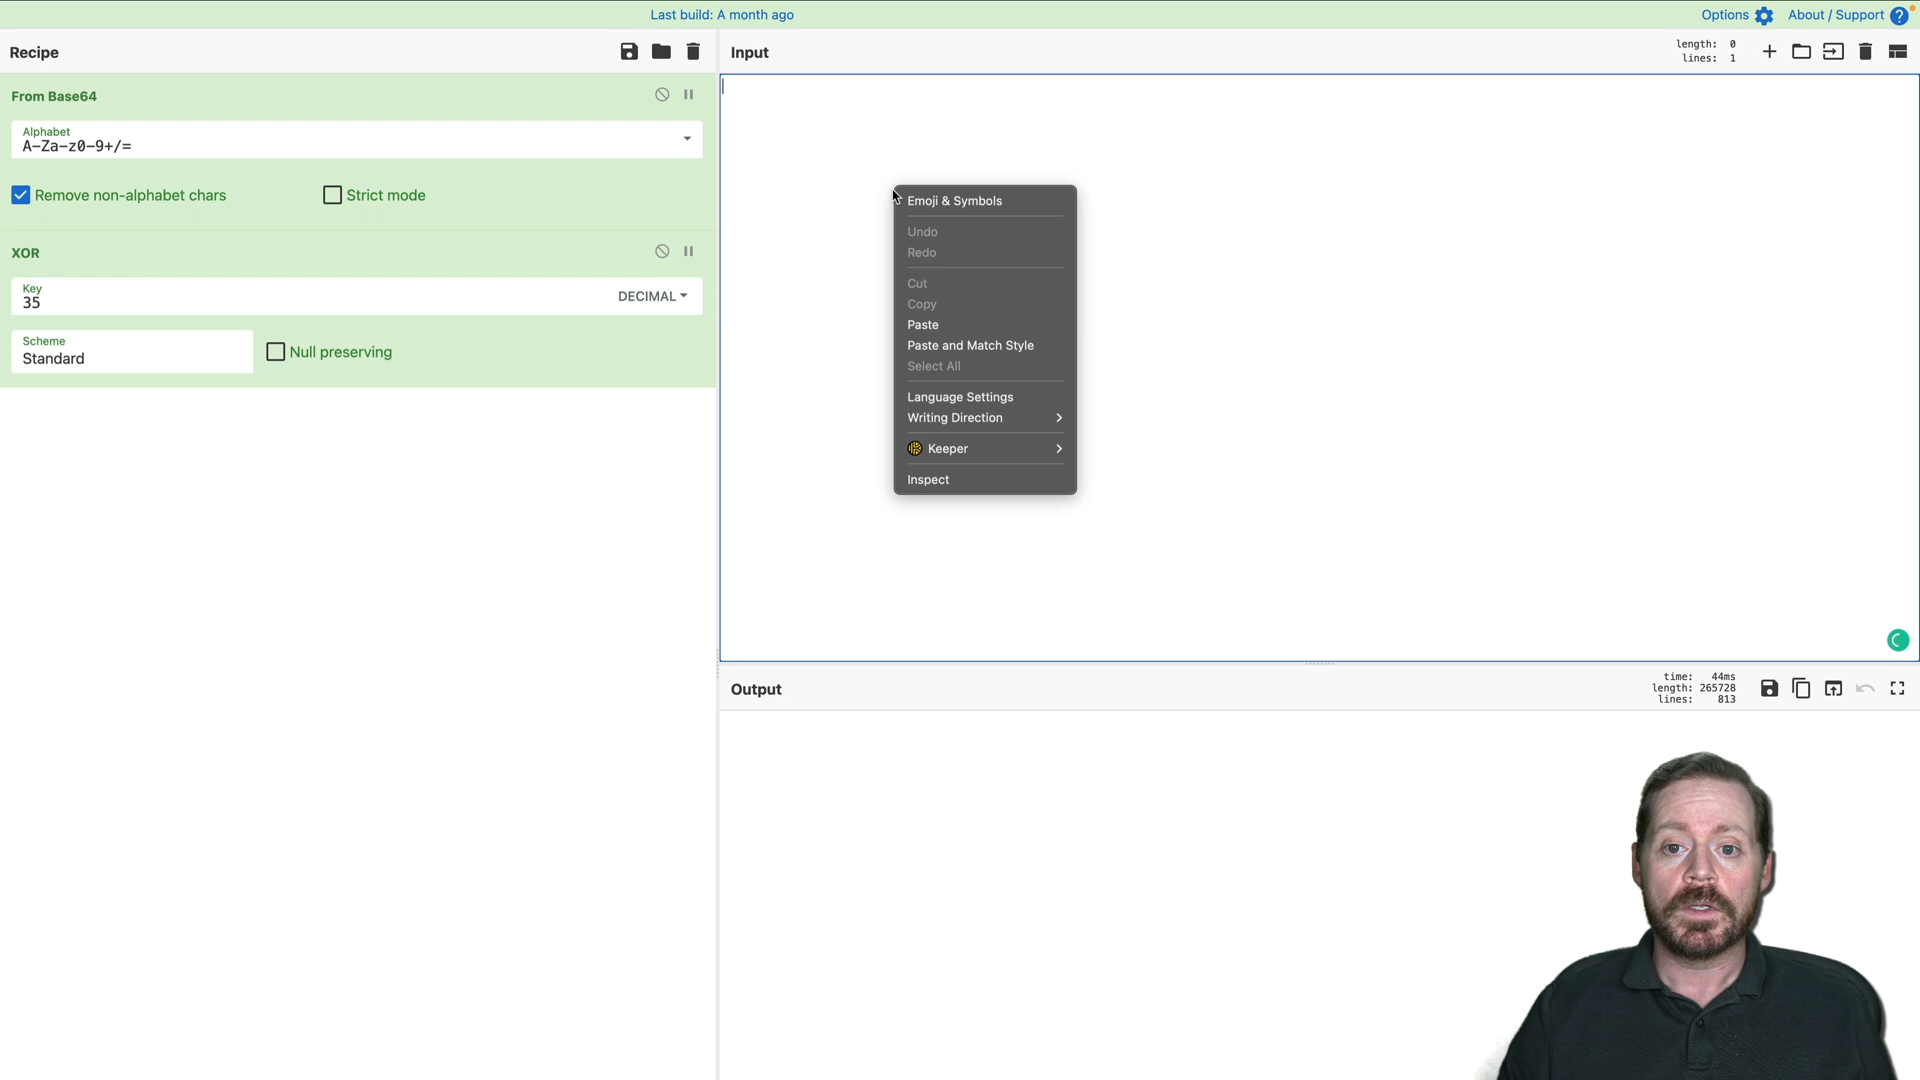 Last build: A month ago
Options
About / Support
Recipe
From Base64
Alphabet
A-Za-z0-9+/=
Remove non-alphabet chars
Strict mode
XOR
Key
35
DECIMAL
Scheme
Standard
Null preserving
Input
length: 0
lines: 1
Emoji & Symbols
Undo
Redo
Cut
Copy
Paste
Paste and Match Style
Select All
Language Settings
Writing Direction
Keeper
Inspect
Output
time: 44ms
length: 265728
lines: 813